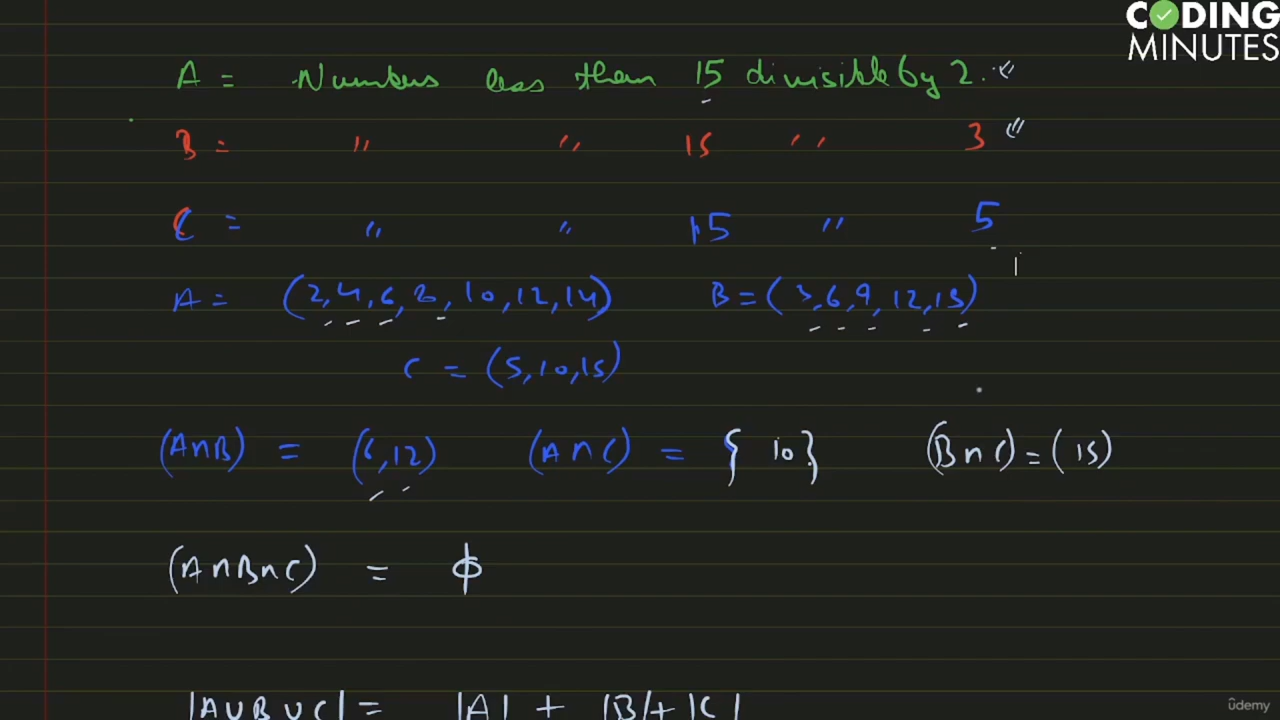 CODING
MINUTES
A = Numbers less than 15 divisible by 2.
B = " " 15 " 3
C = " " 15 " 5
A = (2,4,6,8,10,12,14) B = (3,6,9,12,15)
C = (5,10,15)
(A∩B) = (6,12) (A∩C) = { 10} (B∩C) = (15)
(A∩B∩C) = ϕ
|A∪B∪C| = |A| + |B| + |C|
ûdemy